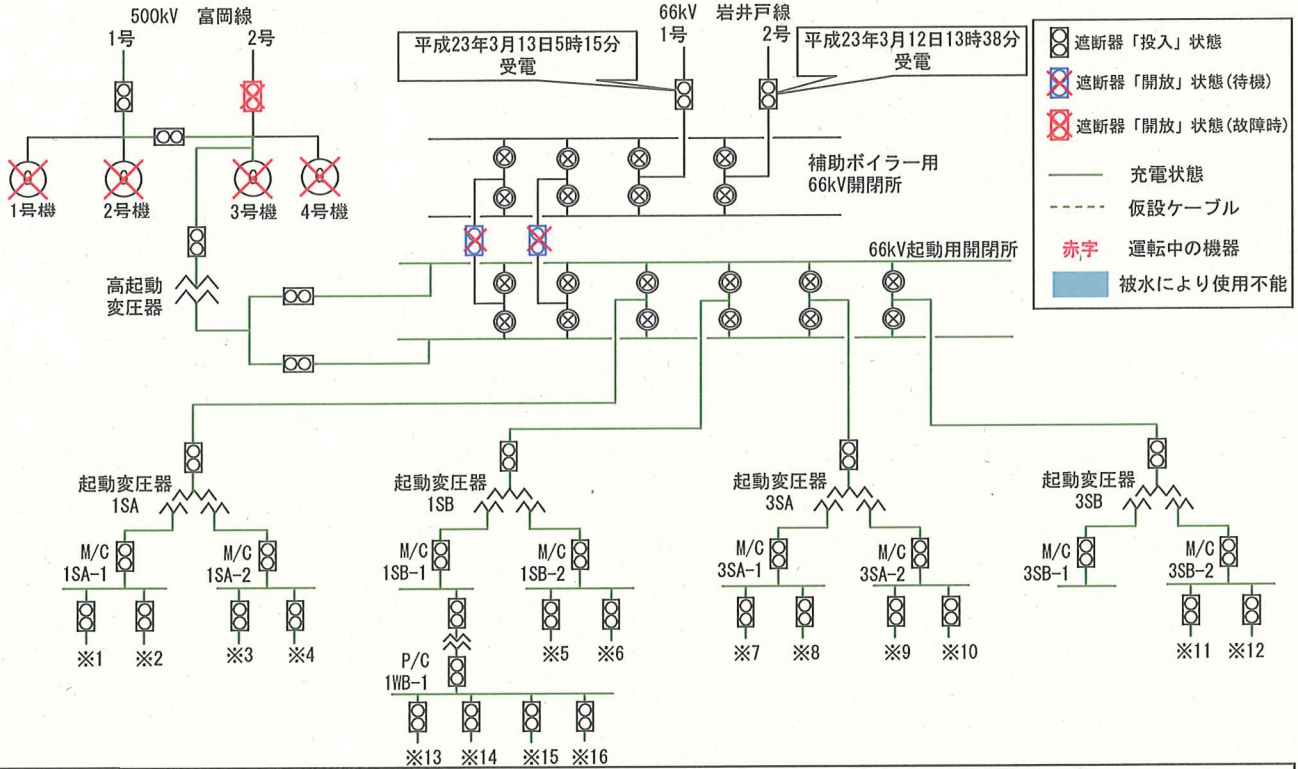 500kV 富岡線
1号 2号
66kV 岩井戸線
1号 2号
平成23年3月13日5時15分
受電
平成23年3月12日13時38分
受電
遮断器「投入」状態
遮断器「開放」状態(待機)
遮断器「開放」状態(故障時)
充電状態
仮設ケーブル
赤字 運転中の機器
被水により使用不能
1号機 2号機 3号機 4号機
補助ボイラー用
66kV開閉所
66kV起動用開閉所
高起動
変圧器
起動変圧器
1SA
起動変圧器
1SB
起動変圧器
3SA
起動変圧器
3SB
M/C
1SA-1
M/C
1SA-2
M/C
1SB-1
M/C
1SB-2
M/C
3SA-1
M/C
3SA-2
M/C
3SB-1
M/C
3SB-2
※1 ※2 ※3 ※4
※5 ※6 ※7 ※8 ※9 ※10 ※11 ※12
P/C
1WB-1
※13 ※14 ※15 ※16